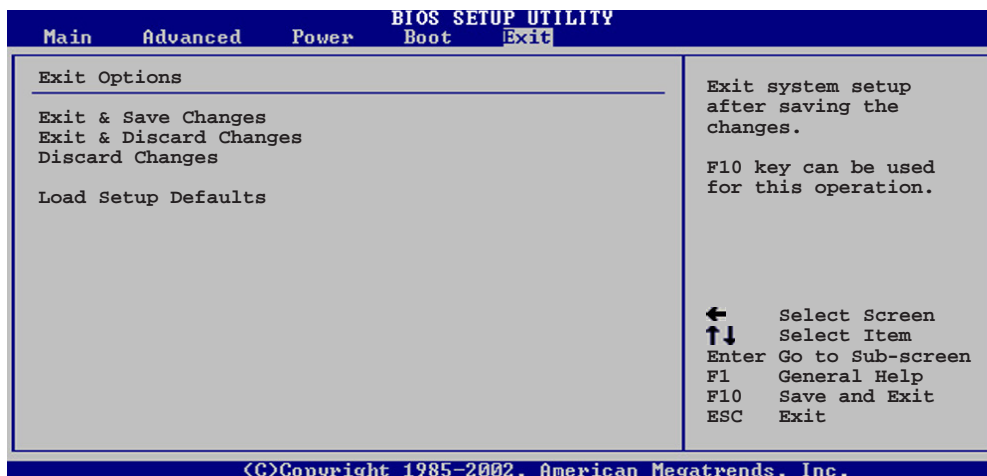 BIOS SETUP UTILITY
Main Advanced Power Boot Exit
Exit Options
Exit & Save Changes
Exit & Discard Changes
Discard Changes
Load Setup Defaults
Exit system setup
after saving the
changes.
F10 key can be used
for this operation.
← Select Screen
↑↓ Select Item
Enter Go to Sub-screen
F1 General Help
F10 Save and Exit
ESC Exit
(C)Copyright 1985-2002, American Megatrends, Inc.